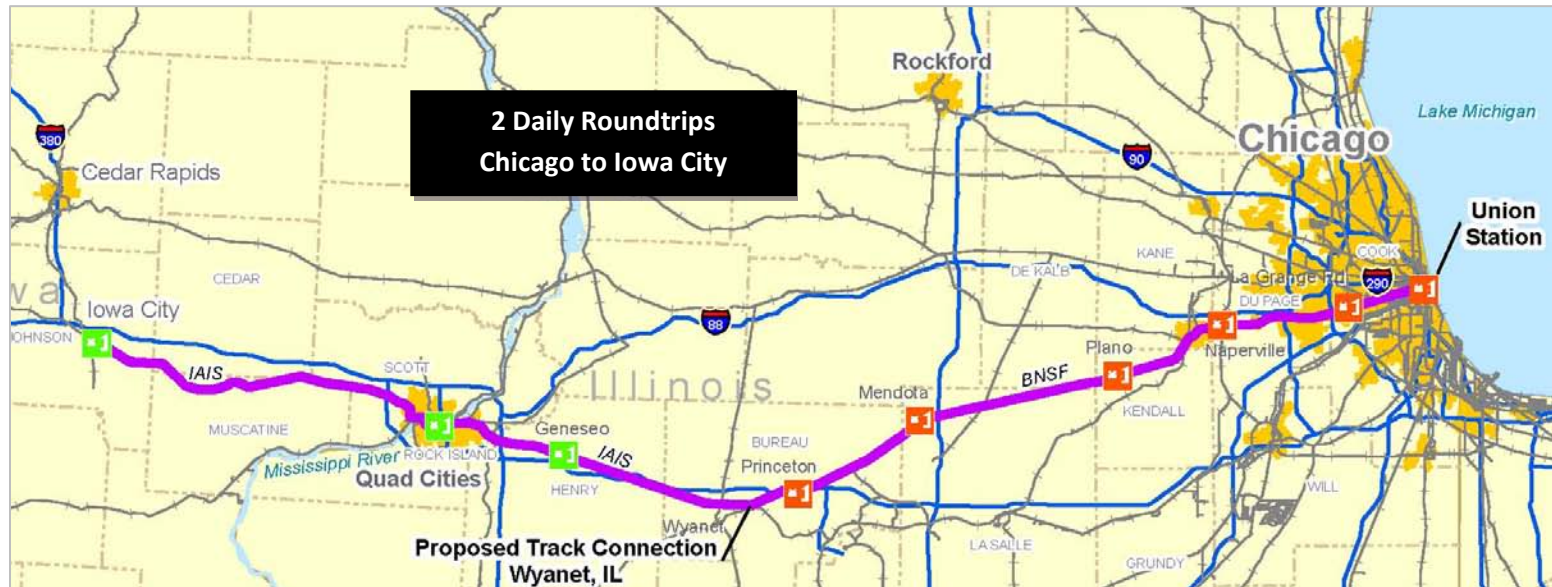 2 Daily Roundtrips
Chicago to Iowa City
Rockford
Lake Michigan
Chicago
380
90
Cedar Rapids
Union
Station
COOK
KANE
CEDAR
DE KALB
La Grange Rd
290
DU PAGE
wa
Iowa City
88
JOHNSON
IAIS
SCOTT
Illinois
Plano
Naperville
BNSF
Mendota
KENDALL
MUSCATINE
Geneseo
BUREAU
ROCK ISLAND
IAIS
Mississippi River
Quad Cities
Princeton
HENRY
WILL
Wyanet
LA SALLE
Proposed Track Connection
Wyanet, IL
GRUNDY